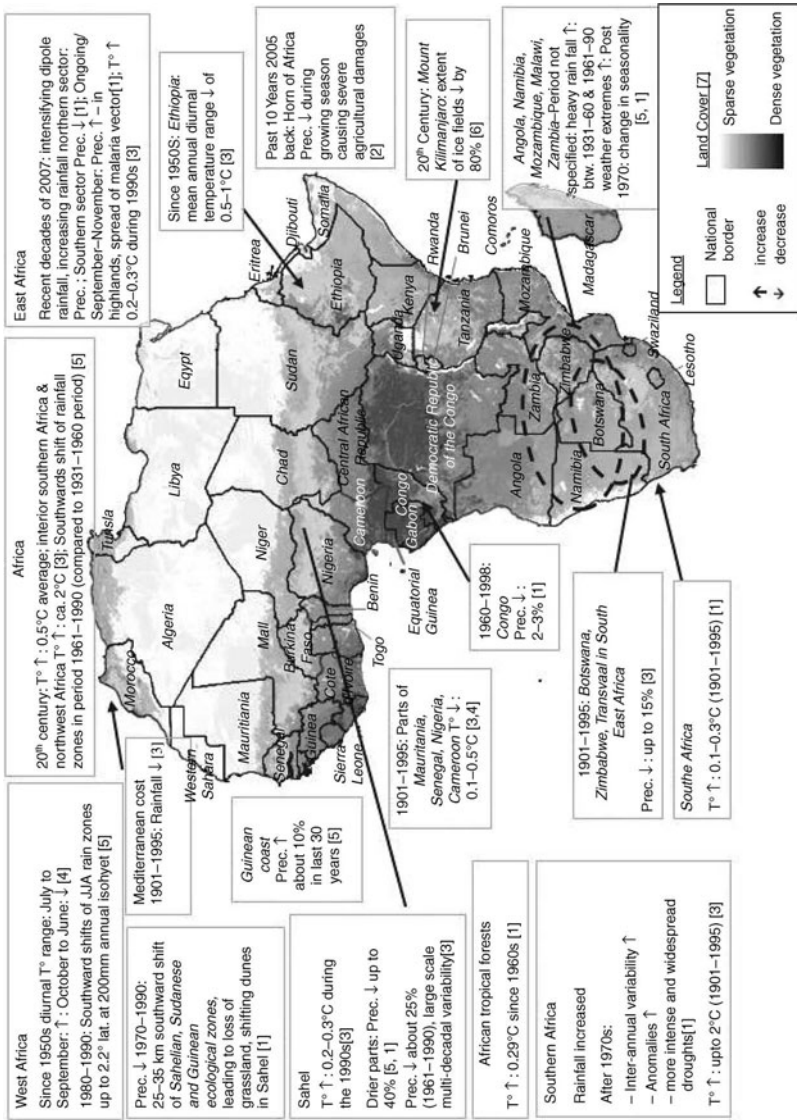 West Africa
Since 1950s diurnal T° range: July to
September: ↑ : October to June: ↓ [4]
1980–1990: Southward shifts of JJA rain zones
up to 2.2° lat. at 200mm annual isohyet [5]
Africa
20th century: T° ↑ : 0.5°C average; interior southern Africa &
northwest Africa T° ↑ : ca. 2°C [3]; Southwards shift of rainfall
zones in period 1961-1990 (compared to 1931–1960 period) [5]
East Africa
Recent decades of 2007: intensifying dipole
rainfall, increasing rainfall northern sector:
Prec. ; Southern sector Prec. ↓ [1]; Ongoing/
September–November: Prec. ↑ – in
highlands, spread of malaria vector[1]; T° ↑
0.2–0.3°C during 1990s [3]
Mediterranean cost
1901–1995: Rainfall ↓ [3]
Prec. ↓ 1970–1990:
25–35 km southward shift
of Sahelian, Sudanese
and Guinean
ecological zones,
leading to loss of
grassland, shifting dunes
in Sahel [1]
Guinean
coast
Prec. ↑
about 10%
in last 30
years [5]
Since 1950S: Ethiopia:
mean annual diurnal
temperature range ↓ of
0.5–1°C [3]
Past 10 Years 2005
back: Horn of Africa
Prec. ↓ during
growing season
causing severe
agricultural damages
[2]
Sahel
T° ↑ : 0.2–0.3°C during
the 1990s[3]
Drier parts: Prec. ↓ up to
40% [5, 1]
Prec. ↓ about 25%
(1961–1990), large scale
multi-decadal variability[3]
1901–1995: Parts of
Mauritania,
Senegal, Nigeria,
Cameroon T° ↓ :
0.1–0.5°C [3,4]
1960–1998:
Congo
Prec. ↓ :
2–3% [1]
20th Century: Mount
Kilimanjaro: extent
of ice fields ↓ by
80% [6]
African tropical forests
T° ↑ : 0.29°C since 1960s [1]
Southern Africa
Rainfall increased
After 1970s:
– Inter-annual variability ↑
– Anomalies ↑
– more intense and widespread
droughts[1]
T° ↑ : upto 2°C (1901–1995) [3]
1901–1995: Botswana,
Zimbabwe, Transvaal in South
East Africa
Prec. ↓ : up to 15% [3]
Southe Africa
T° ↑ : 0.1–0.3°C (1901–1995) [1]
Angola, Namibia,
Mozambique, Malawi,
Zambia–Period not
specified: heavy rain fall ↑:
btw. 1931–60 & 1961–90
weather extremes ↑: Post
1970: change in seasonality
[5, 1]
Morocco
Tunsla
Algeria
Libya
Egypt
Western
Sahara
Mauritiania
Mall
Niger
Chad
Sudan
Eritrea
Djibouti
Somatia
Ethiopia
Senegal
Guinea
Sierra
Leone
Cote
Elvoire
Burkina
Faso
Togo
Benin
Nigeria
Cameroon
Central African
Republic
Equatorial
Guinea
Gabon
Congo
Democratic Republic
of the Congo
Uganda
Kenya
Rwanda
Brunei
Tanzania
Comoros
Angola
Zambia
Mozambique
Madagascar
Zimbabwe
Namibia
Botswana
South Africa
Swaziland
Lesotho
Legend
National
border
↑ increase
↓ decrease
Land Cover [7]
Sparse vegetation
Dense vegetation